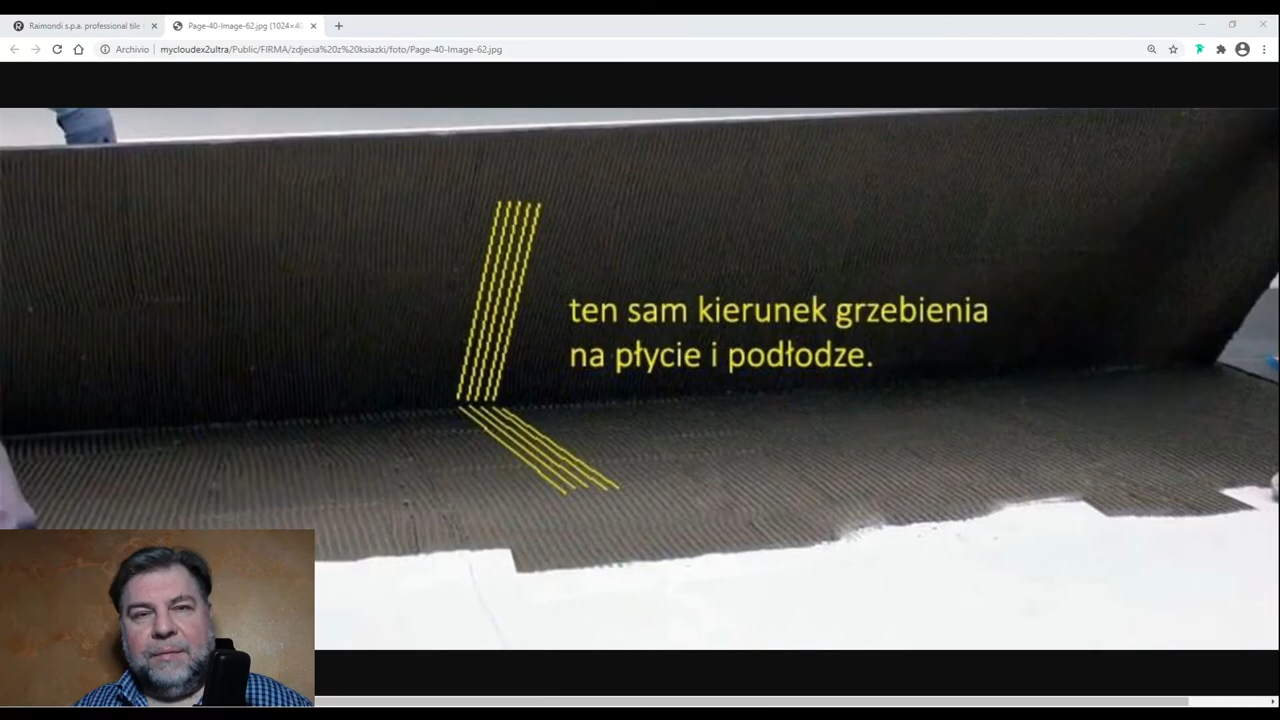 Raimondi s.p.a. professional tile
Page-40-Image-62.jpg (1024×40
Archivio
mycloudex2ultra/Public/FIRMA/zdjecia%20z%20ksiazki/foto/Page-40-Image-62.jpg
ten sam kierunek grzebienia
na płycie i podłodze.